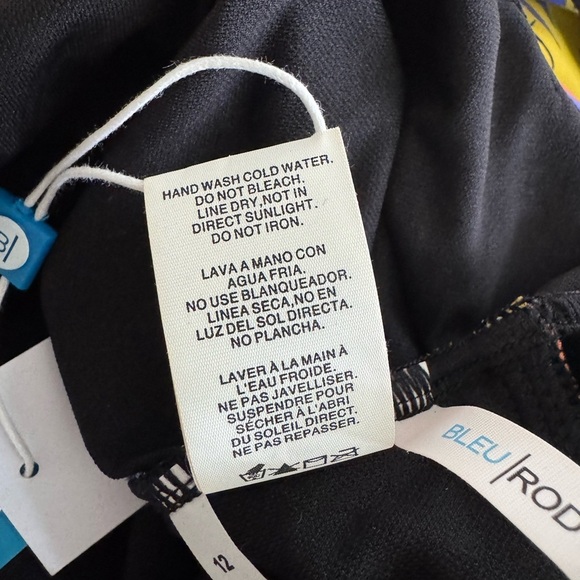 HAND WASH COLD WATER.
DO NOT BLEACH.
LINE DRY,NOT IN
DIRECT SUNLIGHT.
DO NOT IRON.
LAVA A MANO CON
AGUA FRIA.
NO USE BLANQUEADOR.
LINEA SECA,NO EN
LUZ DEL SOL DIRECTA.
NO PLANCHA.
LAVER À LA MAIN À
L'EAU FROIDE.
NE PAS JAVELLISER.
SUSPENDRE POUR
SÉCHER À L'ABRI
DU SOLEIL DIRECT.
NE PAS REPASSER.
BLEU|ROD
12